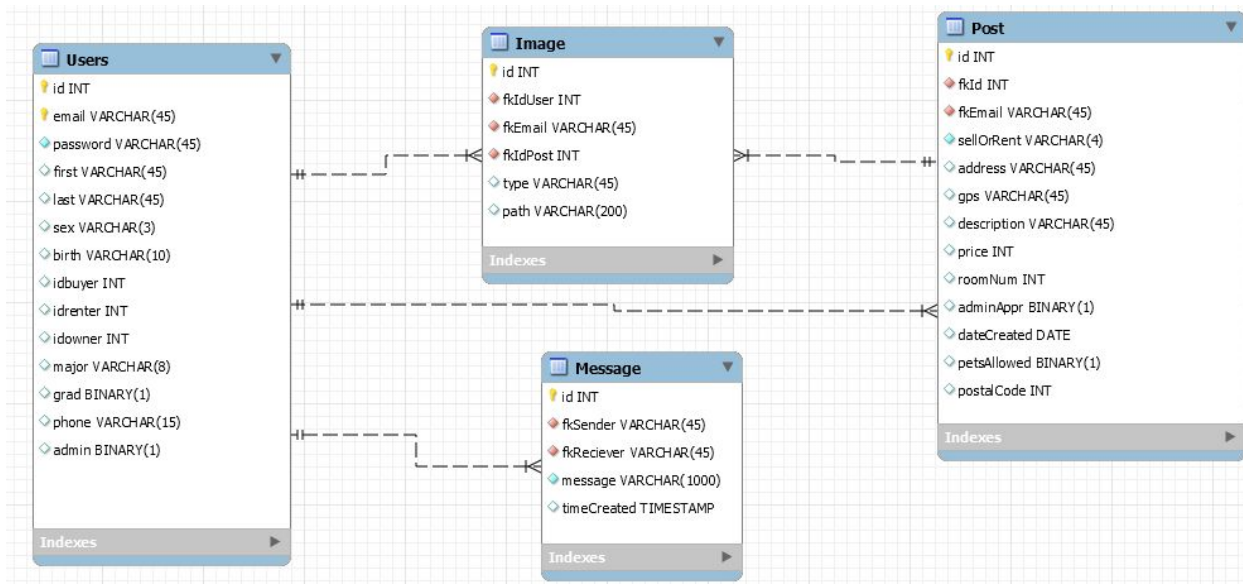 Users
id INT
email VARCHAR(45)
password VARCHAR(45)
first VARCHAR(45)
last VARCHAR(45)
sex VARCHAR(3)
birth VARCHAR(10)
idbuyer INT
idrenter INT
idowner INT
major VARCHAR(8)
grad BINARY(1)
phone VARCHAR(15)
admin BINARY(1)
Indexes
Image
id INT
fkIdUser INT
fkEmail VARCHAR(45)
fkIdPost INT
type VARCHAR(45)
path VARCHAR(200)
Indexes
Message
id INT
fkSender VARCHAR(45)
fkReciever VARCHAR(45)
message VARCHAR(1000)
timeCreated TIMESTAMP
Indexes
Post
id INT
fkId INT
fkEmail VARCHAR(45)
sellOrRent VARCHAR(4)
address VARCHAR(45)
gps VARCHAR(45)
description VARCHAR(45)
price INT
roomNum INT
adminAppr BINARY(1)
dateCreated DATE
petsAllowed BINARY(1)
postalCode INT
Indexes